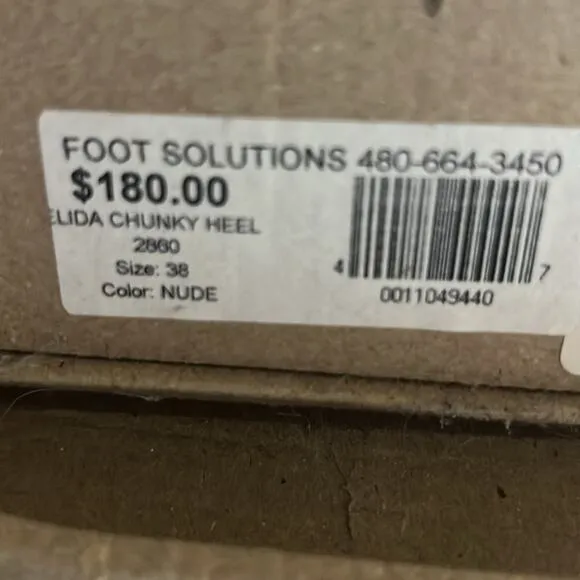 FOOT SOLUTIONS 480-664-3450
$180.00
ELIDA CHUNKY HEEL
2860
Size: 38
Color: NUDE
4 7
0011049440